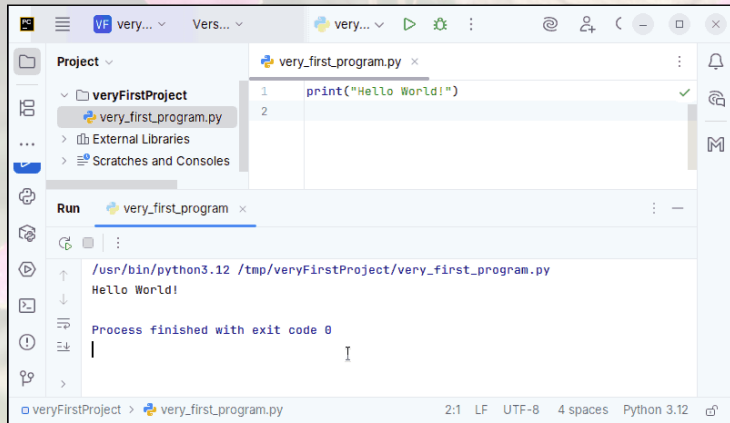 PC VF very... Vers... very...
Project
very_first_program.py
veryFirstProject
very_first_program.py
External Libraries
Scratches and Consoles
1 print("Hello World!")
2
Run very_first_program
/usr/bin/python3.12 /tmp/veryFirstProject/very_first_program.py
Hello World!
Process finished with exit code 0
veryFirstProject > very_first_program.py 2:1 LF UTF-8 4 spaces Python 3.12